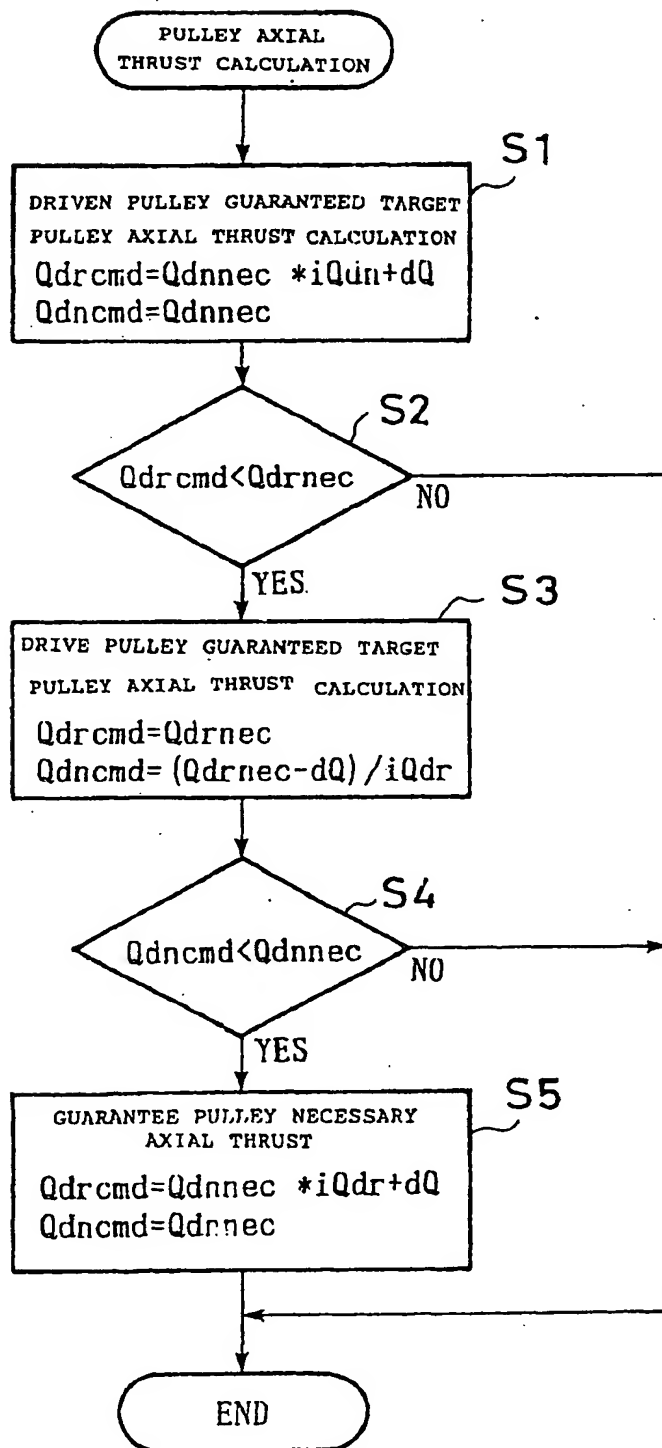 PULLEY AXIAL
THRUST CALCULATION
S1
DRIVEN PULLEY GUARANTEED TARGET
PULLEY AXIAL THRUST CALCULATION
Qdrcmd=Qdnnec *iQdn+dQ
Qdncmd=Qdnnec
S2
Qdrcmd<Qdrnec
NO
YES
S3
DRIVE PULLEY GUARANTEED TARGET
PULLEY AXIAL THRUST CALCULATION
Qdrcmd=Qdrnec
Qdncmd=(Qdrnec-dQ)/iQdr
S4
Qdncmd<Qdnnec
NO
YES
S5
GUARANTEE PULLEY NECESSARY
AXIAL THRUST
Qdrcmd=Qdnnec *iQdr+dQ
Qdncmd=Qdnnec
END